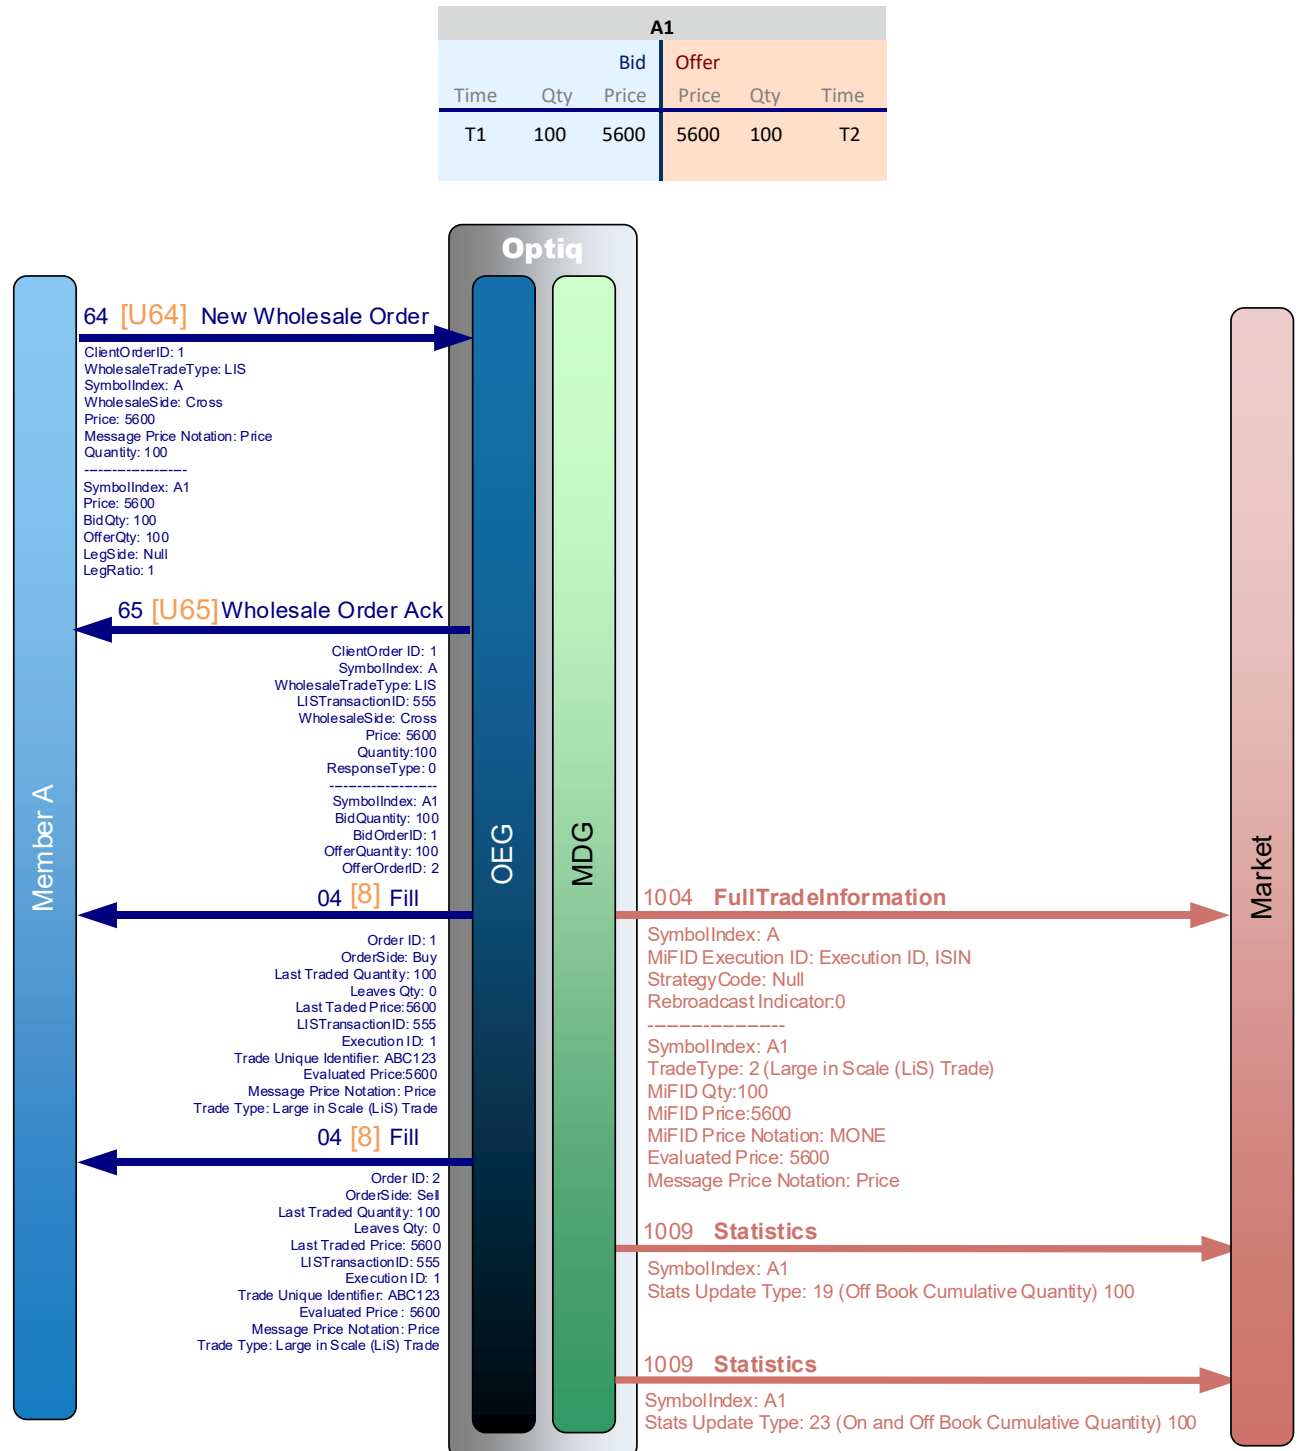 A1
Bid Offer
Time Qty Price Price Qty Time
T1 100 5600 5600 100 T2
Optiq
64 [U64] New Wholesale Order
ClientOrderID: 1
WholesaleTradeType: LIS
SymbolIndex: A
WholesaleSide: Cross
Price: 5600
Message Price Notation: Price
Quantity: 100
----------------------
SymbolIndex: A1
Price: 5600
BidQty: 100
OfferQty: 100
LegSide: Null
LegRatio: 1
65 [U65] Wholesale Order Ack
ClientOrder ID: 1
SymbolIndex: A
WholesaleTradeType: LIS
LISTransactionID: 555
WholesaleSide: Cross
Price: 5600
Quantity:100
ResponseType: 0
----------------------
SymbolIndex: A1
BidQuantity: 100
BidOrderID: 1
OfferQuantity: 100
OfferOrderID: 2
Member A
OEG
MDG
Market
04 [8] Fill
Order ID: 1
OrderSide: Buy
Last Traded Quantity: 100
Leaves Qty: 0
Last Taded Price:5600
LISTransactionID: 555
Execution ID: 1
Trade Unique Identifier: ABC123
Evaluated Price:5600
Message Price Notation: Price
Trade Type: Large in Scale (LiS) Trade
1004 FullTradeInformation
SymbolIndex: A
MiFID Execution ID: Execution ID, ISIN
StrategyCode: Null
Rebroadcast Indicator:0
----------------------
SymbolIndex: A1
TradeType: 2 (Large in Scale (LiS) Trade)
MiFID Qty:100
MiFID Price:5600
MiFID Price Notation: MONE
Evaluated Price: 5600
Message Price Notation: Price
04 [8] Fill
Order ID: 2
OrderSide: Sell
Last Traded Quantity: 100
Leaves Qty: 0
Last Traded Price: 5600
LISTransactionID: 555
Execution ID: 1
Trade Unique Identifier: ABC123
Evaluated Price : 5600
Message Price Notation: Price
Trade Type: Large in Scale (LiS) Trade
1009 Statistics
SymbolIndex: A1
Stats Update Type: 19 (Off Book Cumulative Quantity) 100
1009 Statistics
SymbolIndex: A1
Stats Update Type: 23 (On and Off Book Cumulative Quantity) 100